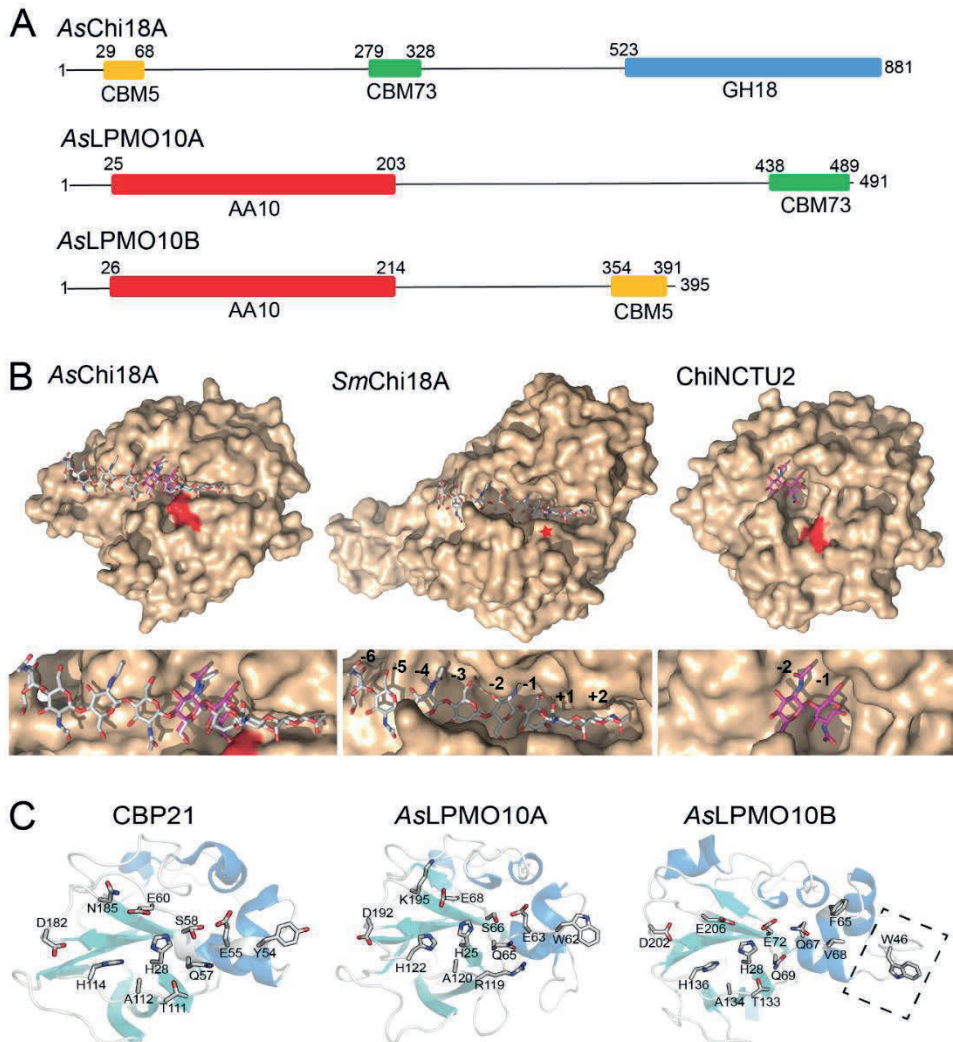 A
AsChi18A
29 68 279 328 523
1 881
CBM5 CBM73 GH18
AsLPMO10A
25 203 438 489
1 491
AA10 CBM73
AsLPMO10B
26 214 354 391
1 395
AA10 CBM5
B
AsChi18A SmChi18A ChiNCTU2
-6 -5 -4 -3 -2 -1 +1 +2
-2 -1
C
CBP21 AsLPMO10A AsLPMO10B
N185 E60 S58 D182 E55 Y54 H28 Q57 H114 A112 T111
K195 E68 D192 S66 E63 W62 H122 H25 Q65 A120 R119
F65 D202 E206 E72 Q67 V68 W46 H28 Q69 H136 A134 T133